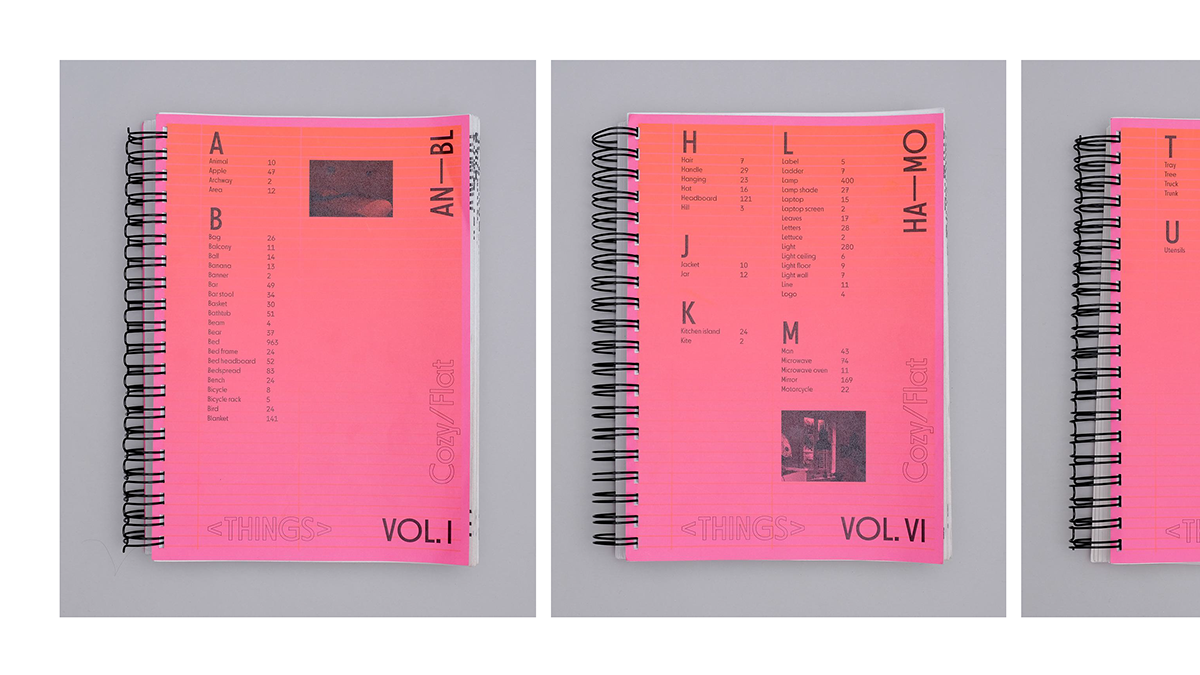 A
Animal 10
Apple 47
Archway 2
Area 12
B
Bag 26
Balcony 11
Ball 14
Banana 13
Banner 2
Bar 49
Bar stool 34
Basket 30
Bathtub 51
Beam 4
Bear 37
Bed 963
Bed frame 24
Bed headboard 52
Bedspread 83
Bench 24
Bicycle 8
Bicycle rack 5
Bird 24
Blanket 141
AN—BL
Cozy/Flat
<THINGS>
VOL. I
H
Hair 7
Handle 29
Hanging 23
Hat 16
Headboard 121
Hill 3
J
Jacket 10
Jar 12
K
Kitchen island 24
Kite 2
L
Label 5
Ladder 7
Lamp 400
Lamp shade 27
Laptop 15
Laptop screen 2
Leaves 17
Letters 28
Lettuce 2
Light 280
Light ceiling 6
Light floor 9
Light wall 7
Line 11
Logo 4
M
Man 43
Microwave 74
Microwave oven 11
Mirror 169
Motorcycle 22
HA—MO
Cozy/Flat
<THINGS>
VOL. VI
T
Tray
Tree
Truck
Trunk
U
Utensils